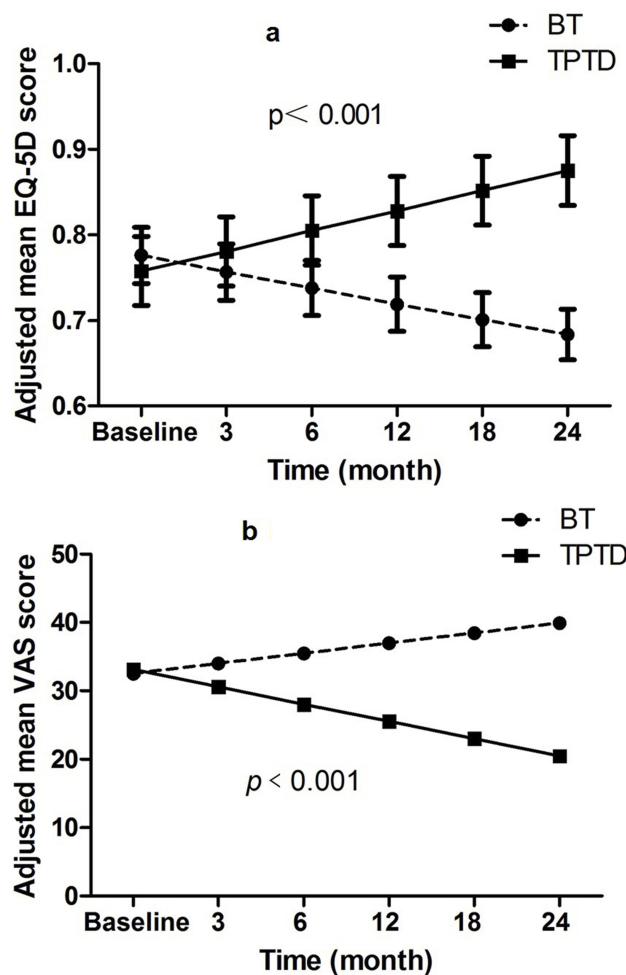 a
BT
TPTD
p< 0.001
Adjusted mean EQ-5D score
1.0
0.9
0.8
0.7
0.6
Baseline 3 6 12 18 24
Time (month)
b
BT
TPTD
p < 0.001
Adjusted mean VAS score
50
40
30
20
10
0
Baseline 3 6 12 18 24
Time (month)